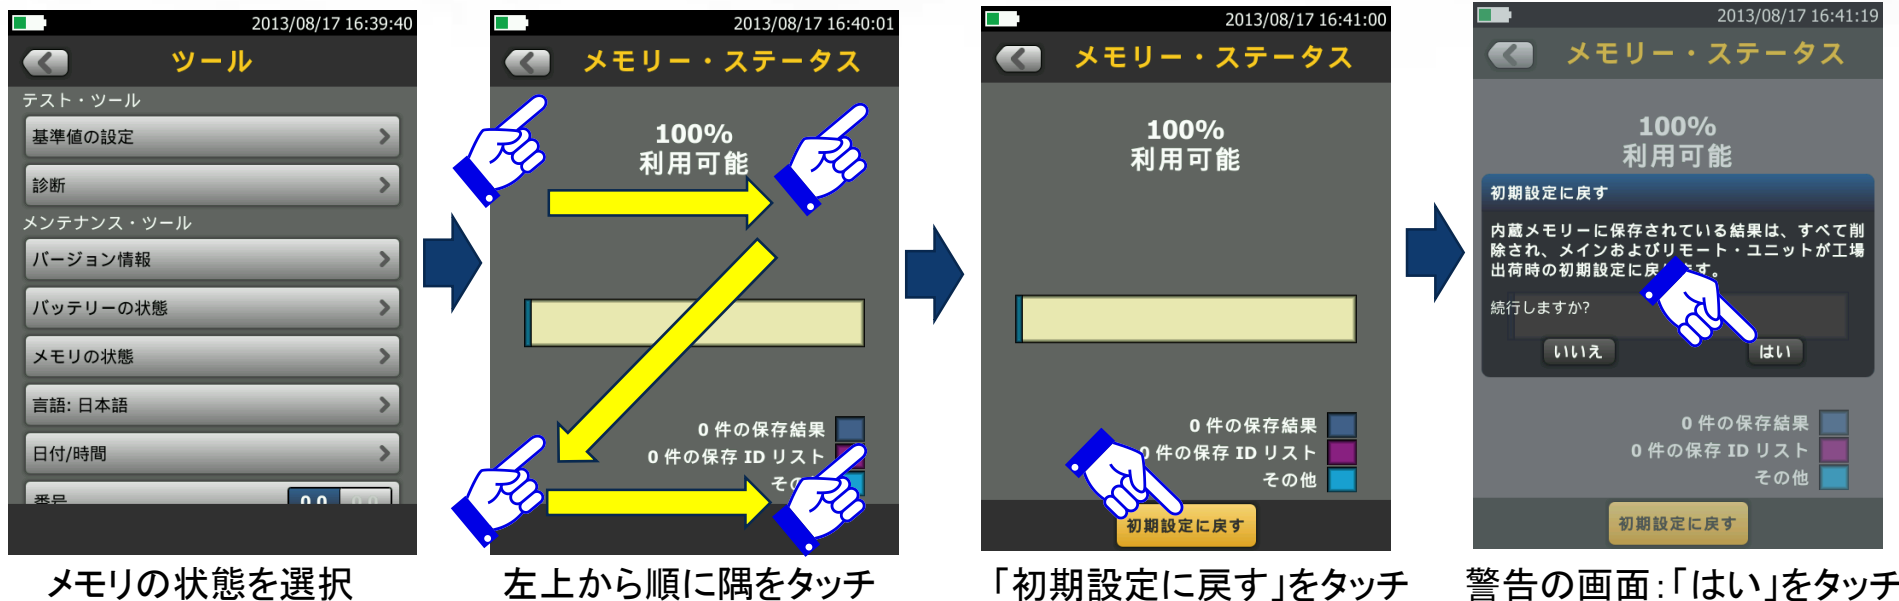 2013/08/17 16:39:40
ツール
テスト・ツール
基準値の設定
診断
メンテナンス・ツール
バージョン情報
バッテリーの状態
メモリの状態
言語: 日本語
日付/時間
番号 0.0 0,0
メモリの状態を選択
2013/08/17 16:40:01
メモリー・ステータス
100%
利用可能
0 件の保存結果
0 件の保存 ID リスト
その
左上から順に隅をタッチ
2013/08/17 16:41:00
メモリー・ステータス
100%
利用可能
0 件の保存結果
0 件の保存 ID リスト
その他
初期設定に戻す
「初期設定に戻す」をタッチ
2013/08/17 16:41:19
メモリー・ステータス
100%
利用可能
初期設定に戻す
内蔵メモリーに保存されている結果は、すべて削
除され、メインおよびリモート・ユニットが工場
出荷時の初期設定に戻ります。
続行しますか?
いいえ はい
0 件の保存結果
0 件の保存 ID リスト
その他
初期設定に戻す
警告の画面：「はい」をタッチ